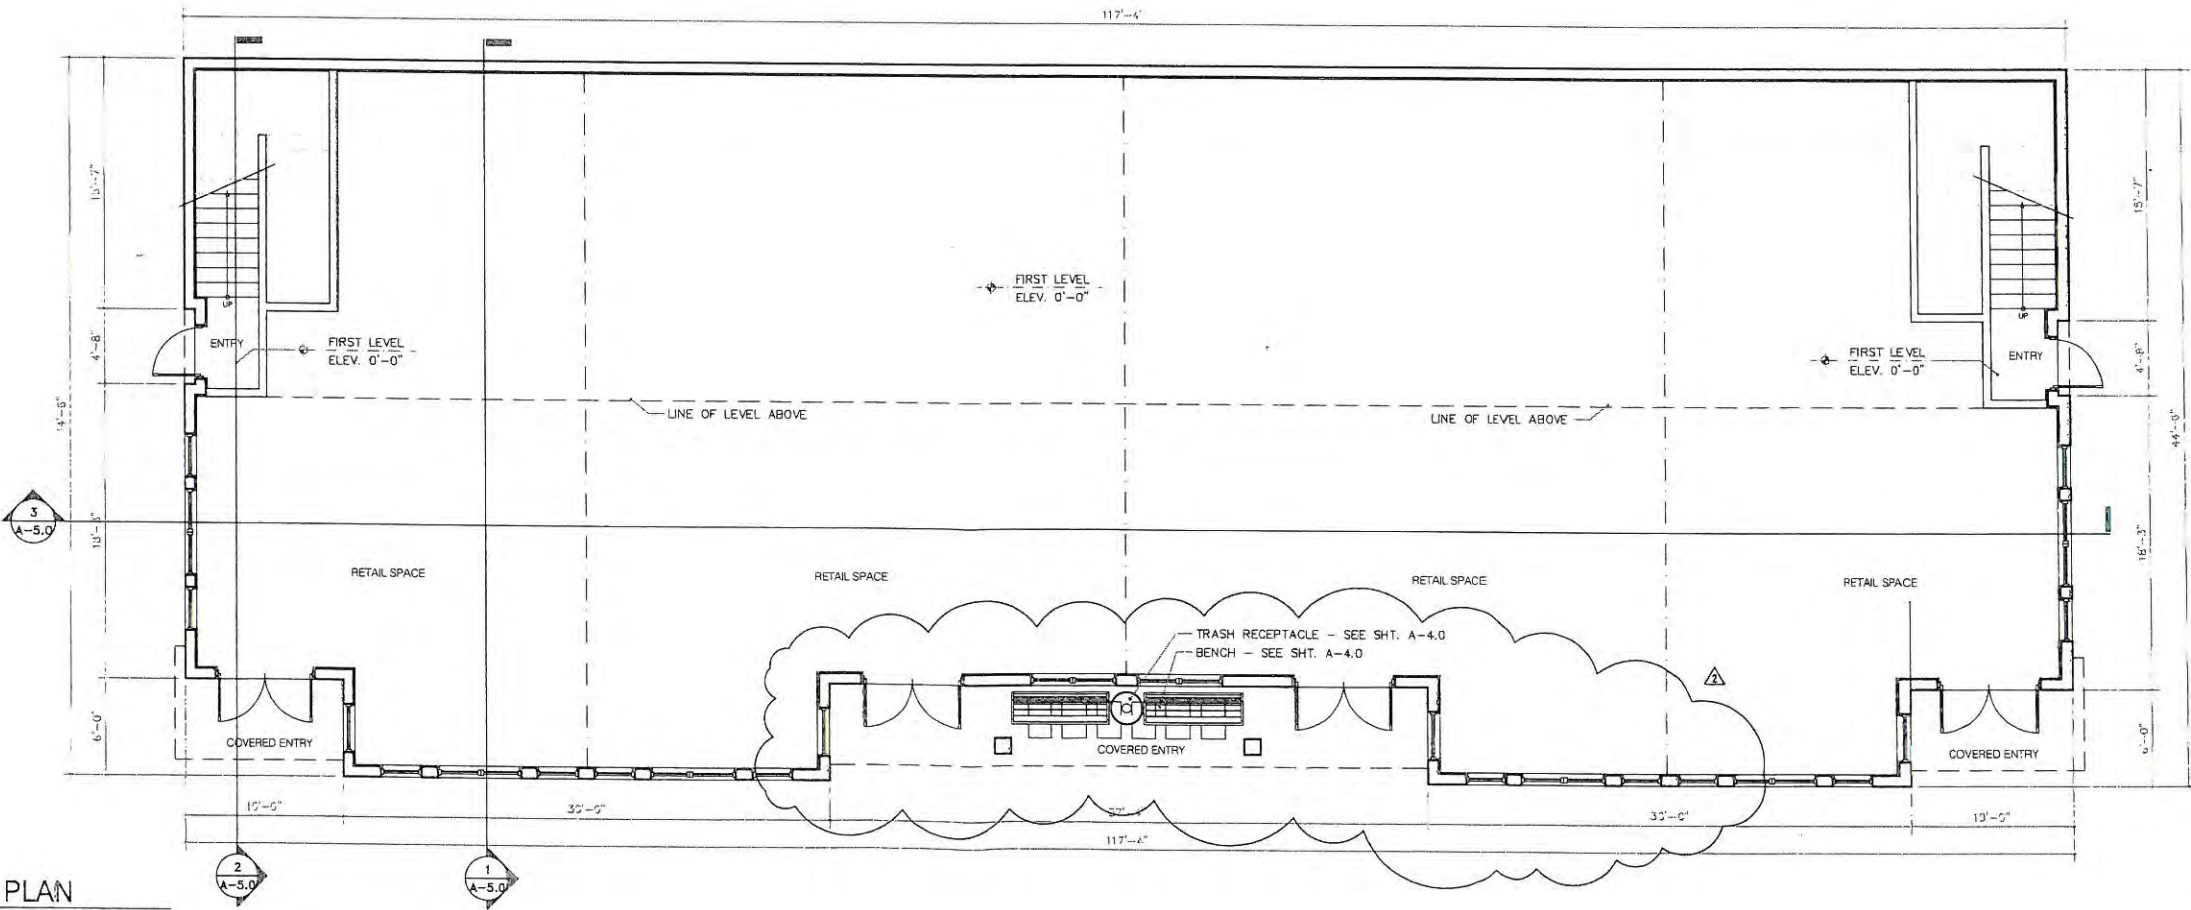 117'-4"
15'-7"
4'-8"
18'-3"
6'-0"
UP
ENTRY
FIRST LEVEL
ELEV. 0'-0"
FIRST LEVEL
ELEV. 0'-0"
FIRST LEVEL
ELEV. 0'-0"
UP
ENTRY
15'-7"
4'-8"
44'-0"
18'-3"
6'-0"
LINE OF LEVEL ABOVE
LINE OF LEVEL ABOVE
3
A-5.0
RETAIL SPACE
RETAIL SPACE
RETAIL SPACE
RETAIL SPACE
TRASH RECEPTACLE - SEE SHT. A-4.0
BENCH - SEE SHT. A-4.0
2
COVERED ENTRY
COVERED ENTRY
COVERED ENTRY
10'-0"
30'-0"
30'-0"
10'-0"
117'-4"
2
A-5.0
1
A-5.0
PLAN